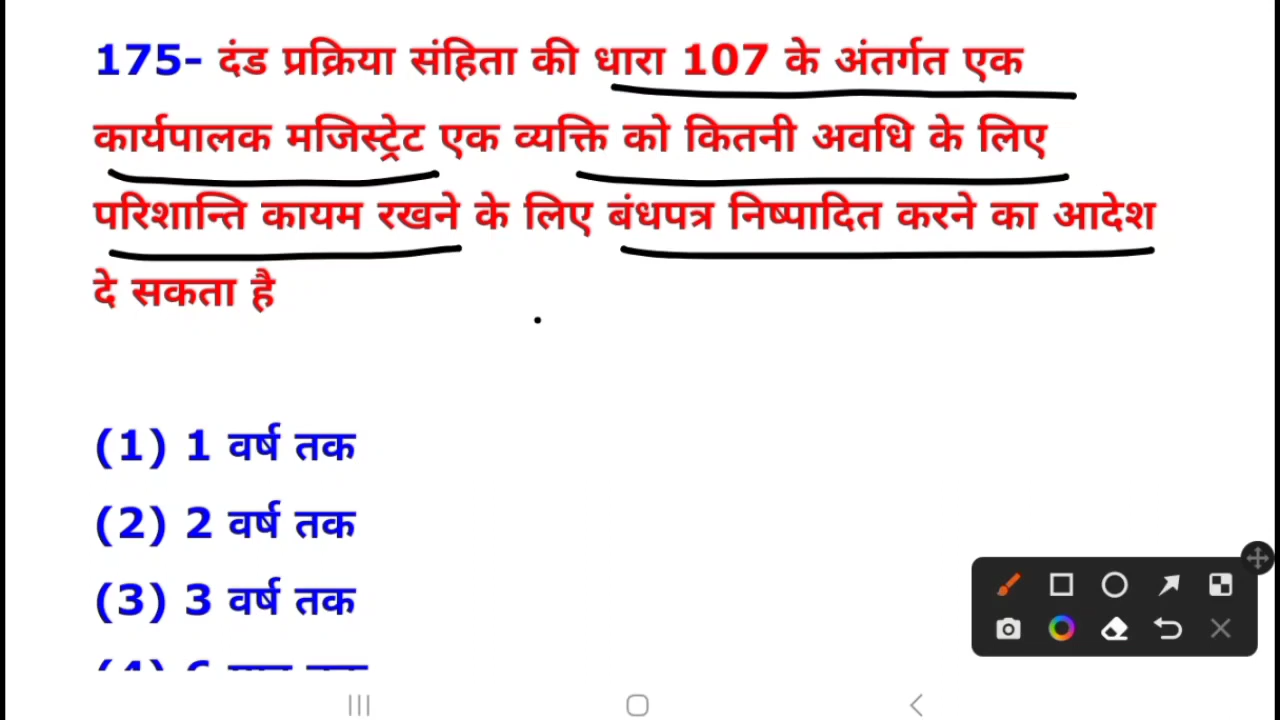 175- दंड प्रक्रिया संहिता की धारा 107 के अंतर्गत एक
कार्यपालक मजिस्ट्रेट एक व्यक्ति को कितनी अवधि के लिए
परिशान्ति कायम रखने के लिए बंधपत्र निष्पादित करने का आदेश
दे सकता है
(1) 1 वर्ष तक
(2) 2 वर्ष तक
(3) 3 वर्ष तक